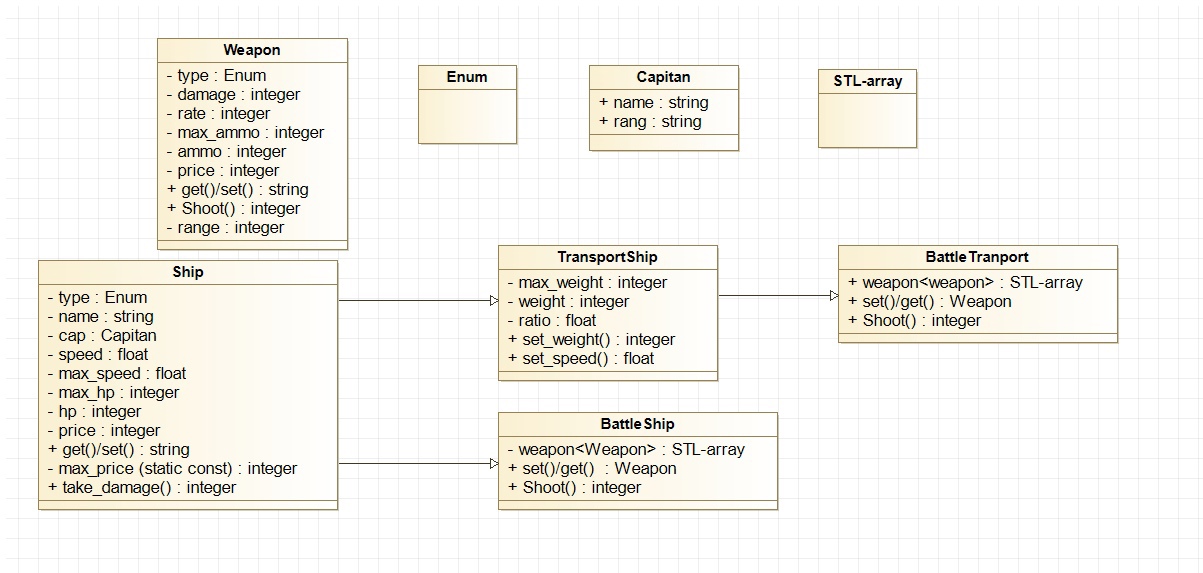 Weapon
- type : Enum
- damage : integer
- rate : integer
- max_ammo : integer
- ammo : integer
- price : integer
+ get()/set() : string
+ Shoot() : integer
- range : integer
Enum
Capitan
+ name : string
+ rang : string
STL-array
Ship
- type : Enum
- name : string
- cap : Capitan
- speed : float
- max_speed : float
- max_hp : integer
- hp : integer
- price : integer
+ get()/set() : string
- max_price (static const) : integer
+ take_damage() : integer
TransportShip
- max_weight : integer
- weight : integer
- ratio : float
+ set_weight() : integer
+ set_speed() : float
BattleTranport
+ weapon<weapon> : STL-array
+ set()/get() : Weapon
+ Shoot() : integer
BattleShip
- weapon<Weapon> : STL-array
+ set()/get() : Weapon
+ Shoot() : integer